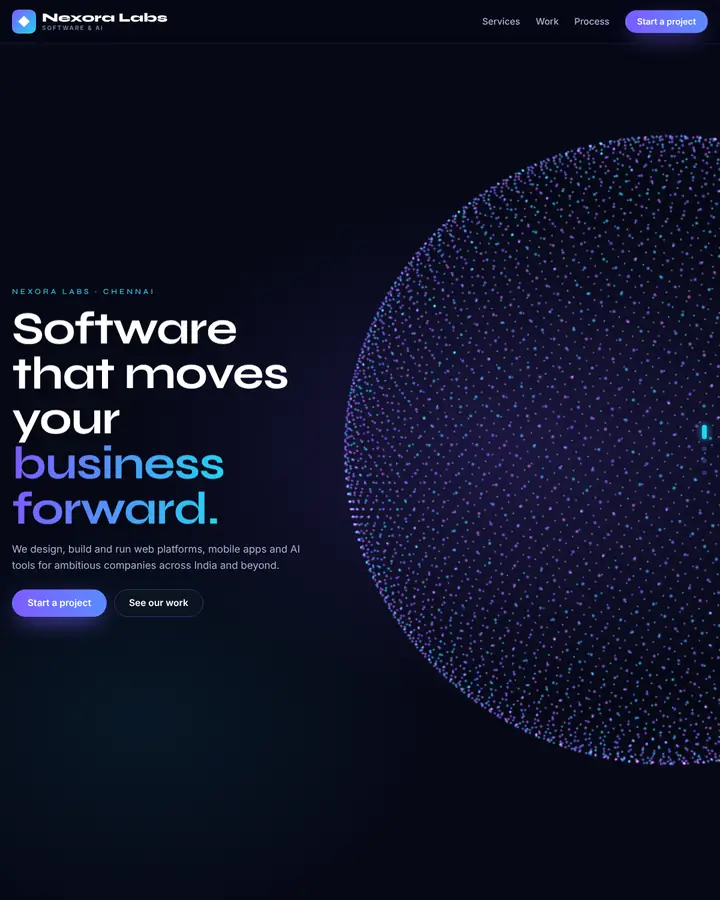 Nexora Labs
SOFTWARE & AI
Services
Work
Process
Start a project
NEXORA LABS · CHENNAI
Software
that moves
your
business
forward.
We design, build and run web platforms, mobile apps and AI
tools for ambitious companies across India and beyond.
Start a project
See our work